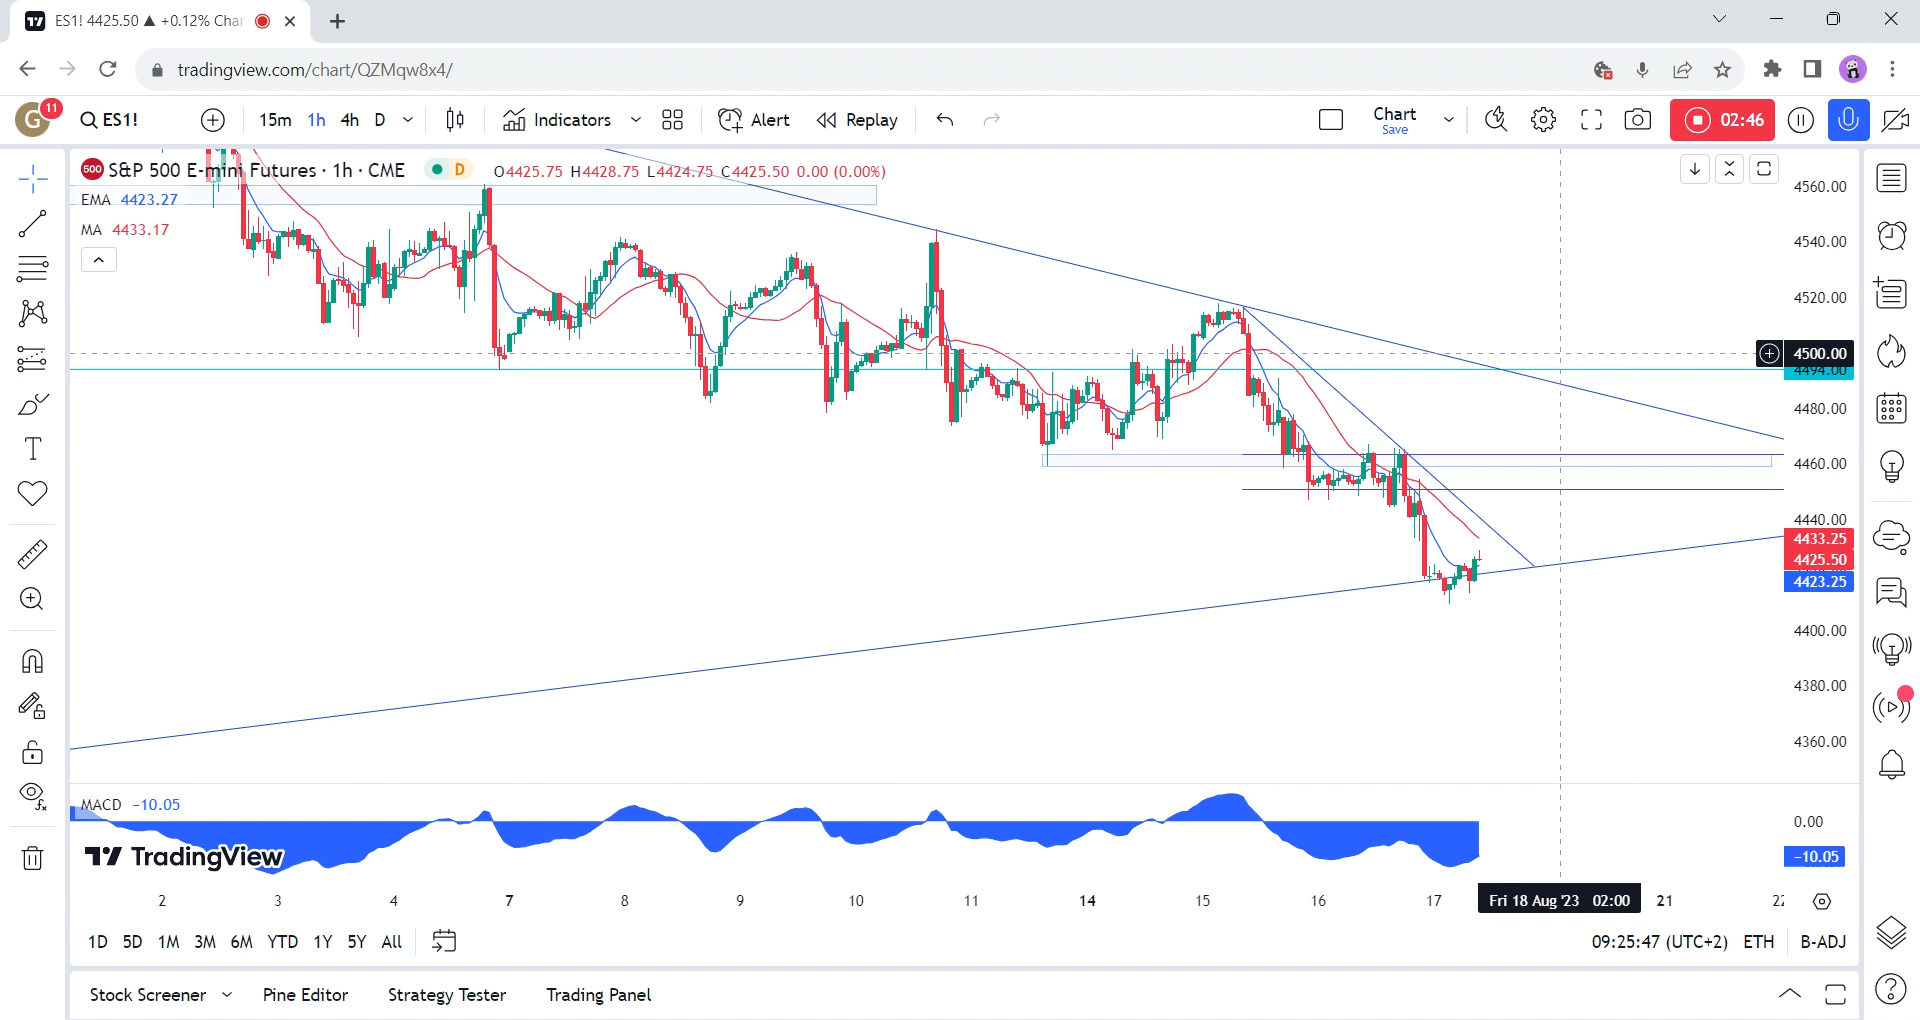 ES1! 4425.50 ▲ +0.12% Char
tradingview.com/chart/QZMqw8x4/
G 11 ES1! 15m 1h 4h D Indicators Alert Replay Chart 02:46
Save
500 S&P 500 E-mini Futures · 1h · CME D O4425.75 H4428.75 L4424.75 C4425.50 0.00 (0.00%)
EMA 4423.27
MA 4433.17
4560.00
4540.00
4520.00
4500.00
4494.00
4480.00
4460.00
4440.00
4433.25
4425.50
4423.25
4400.00
4380.00
4360.00
MACD −10.05
0.00
TradingView
−10.05
2 3 4 7 8 9 10 11 14 15 16 17 Fri 18 Aug '23 02:00 21 22
1D 5D 1M 3M 6M YTD 1Y 5Y All 09:25:47 (UTC+2) ETH B-ADJ
Stock Screener Pine Editor Strategy Tester Trading Panel